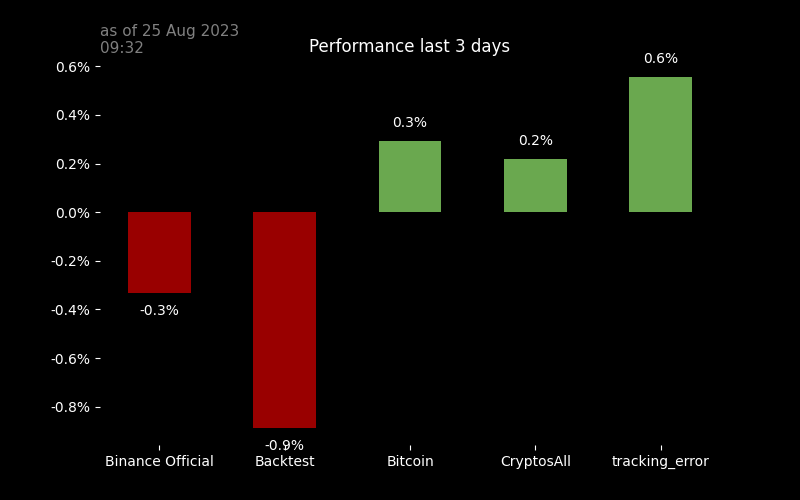 as of 25 Aug 2023
09:32
Performance last 3 days
0.6%
0.4%
0.2%
0.0%
-0.2%
-0.4%
-0.6%
-0.8%
-0.3%
-0.9%
0.3%
0.2%
0.6%
Binance Official
Backtest
Bitcoin
CryptosAll
tracking_error